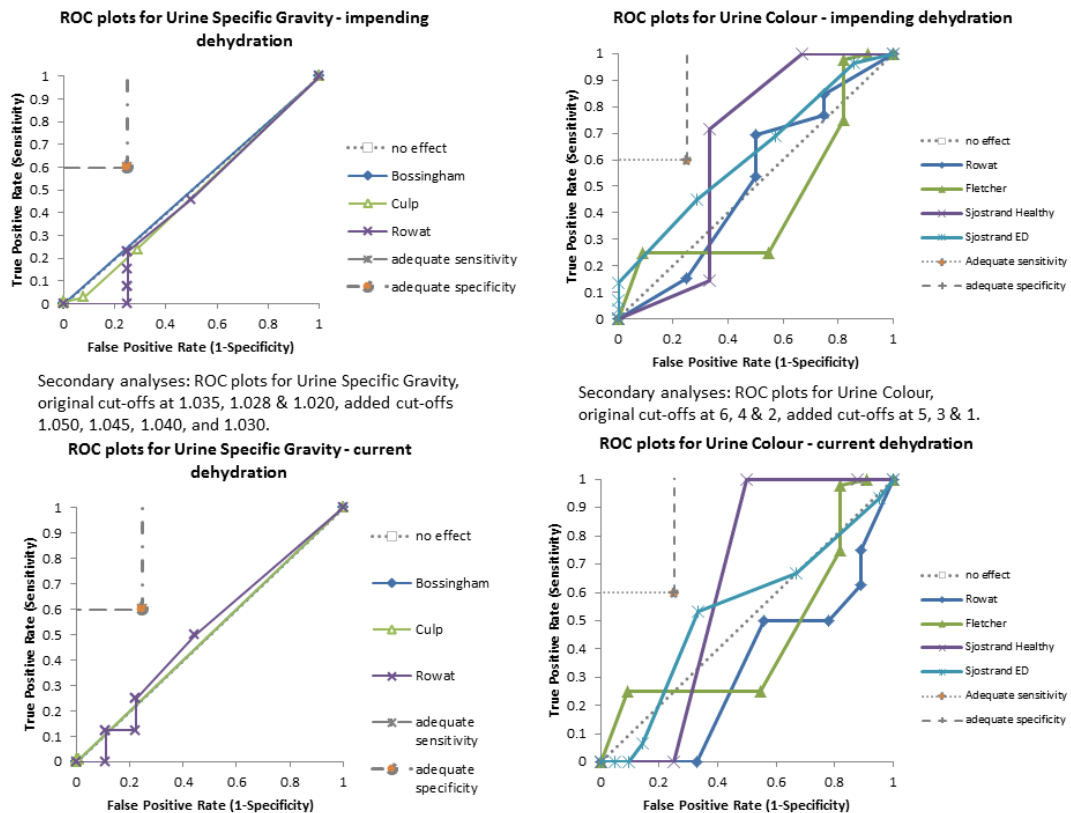 ROC plots for Urine Specific Gravity - impending
dehydration
True Positive Rate (Sensitivity)
1
0.9
0.8
0.7
0.6
0.5
0.4
0.3
0.2
0.1
0
0 0.2 0.4 0.6 0.8 1
False Positive Rate (1-Specificity)
no effect
Bossingham
Culp
Rowat
adequate sensitivity
adequate specificity
ROC plots for Urine Colour - impending dehydration
True Positive Rate (Sensitivity)
1
0.9
0.8
0.7
0.6
0.5
0.4
0.3
0.2
0.1
0
0 0.2 0.4 0.6 0.8 1
False Positive Rate (1-Specificity)
no effect
Rowat
Fletcher
Sjostrand Healthy
Sjostrand ED
Adequate sensitivity
adequate specificity
Secondary analyses: ROC plots for Urine Specific Gravity,
original cut-offs at 1.035, 1.028 & 1.020, added cut-offs
1.050, 1.045, 1.040, and 1.030.
Secondary analyses: ROC plots for Urine Colour,
original cut-offs at 6, 4 & 2, added cut-offs at 5, 3 & 1.
ROC plots for Urine Specific Gravity - current
dehydration
True Positive Rate (Sensitivity)
1
0.9
0.8
0.7
0.6
0.5
0.4
0.3
0.2
0.1
0
0 0.2 0.4 0.6 0.8 1
False Positive Rate (1-Specificity)
no effect
Bossingham
Culp
Rowat
adequate
sensitivity
adequate
specificity
ROC plots for Urine Colour - current dehydration
True Positive Rate (Sensitivity)
1
0.9
0.8
0.7
0.6
0.5
0.4
0.3
0.2
0.1
0
0 0.2 0.4 0.6 0.8 1
False Positive Rate (1-Specificity)
no effect
Rowat
Fletcher
Sjostrand Healthy
Sjostrand ED
Adequate sensitivity
adequate specificity